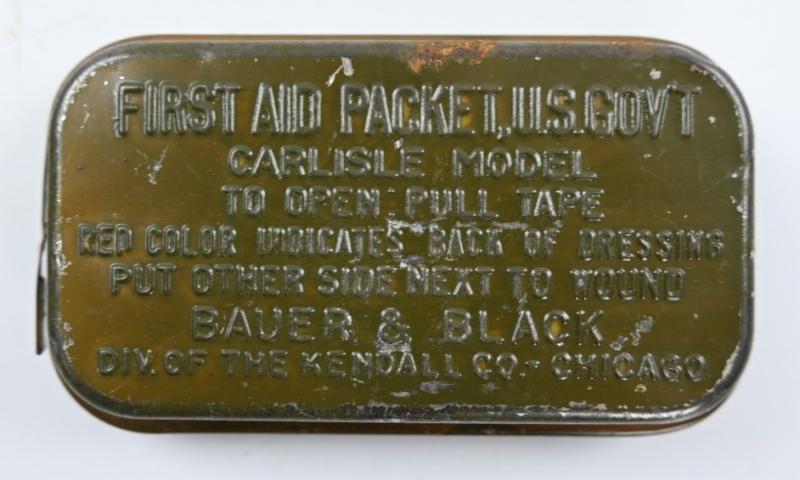 FIRST AID PACKET, U.S. GOV'T
CARLISLE MODEL
TO OPEN PULL TAPE
RED COLOR INDICATES BACK OF DRESSING
PUT OTHER SIDE NEXT TO WOUND
BAUER & BLACK
DIV. OF THE KENDALL CO. - CHICAGO